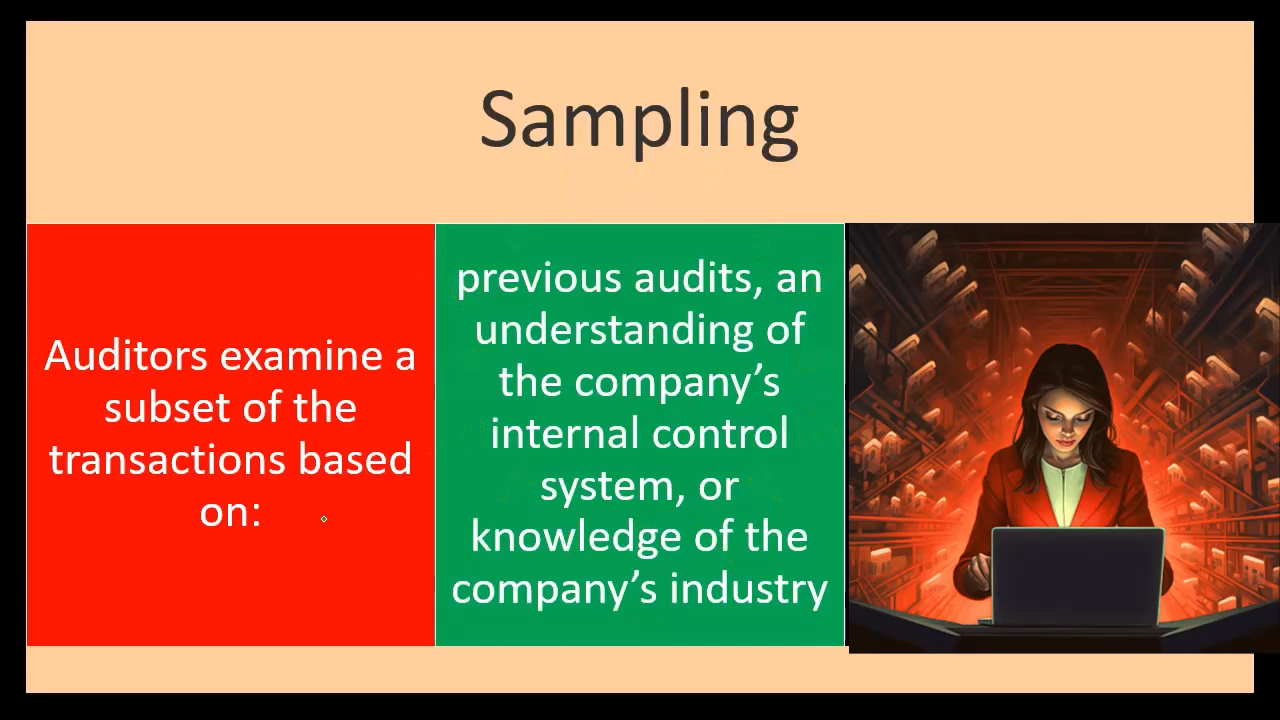 Sampling
Auditors examine a
subset of the
transactions based
on:
previous audits, an
understanding of
the company’s
internal control
system, or
knowledge of the
company’s industry